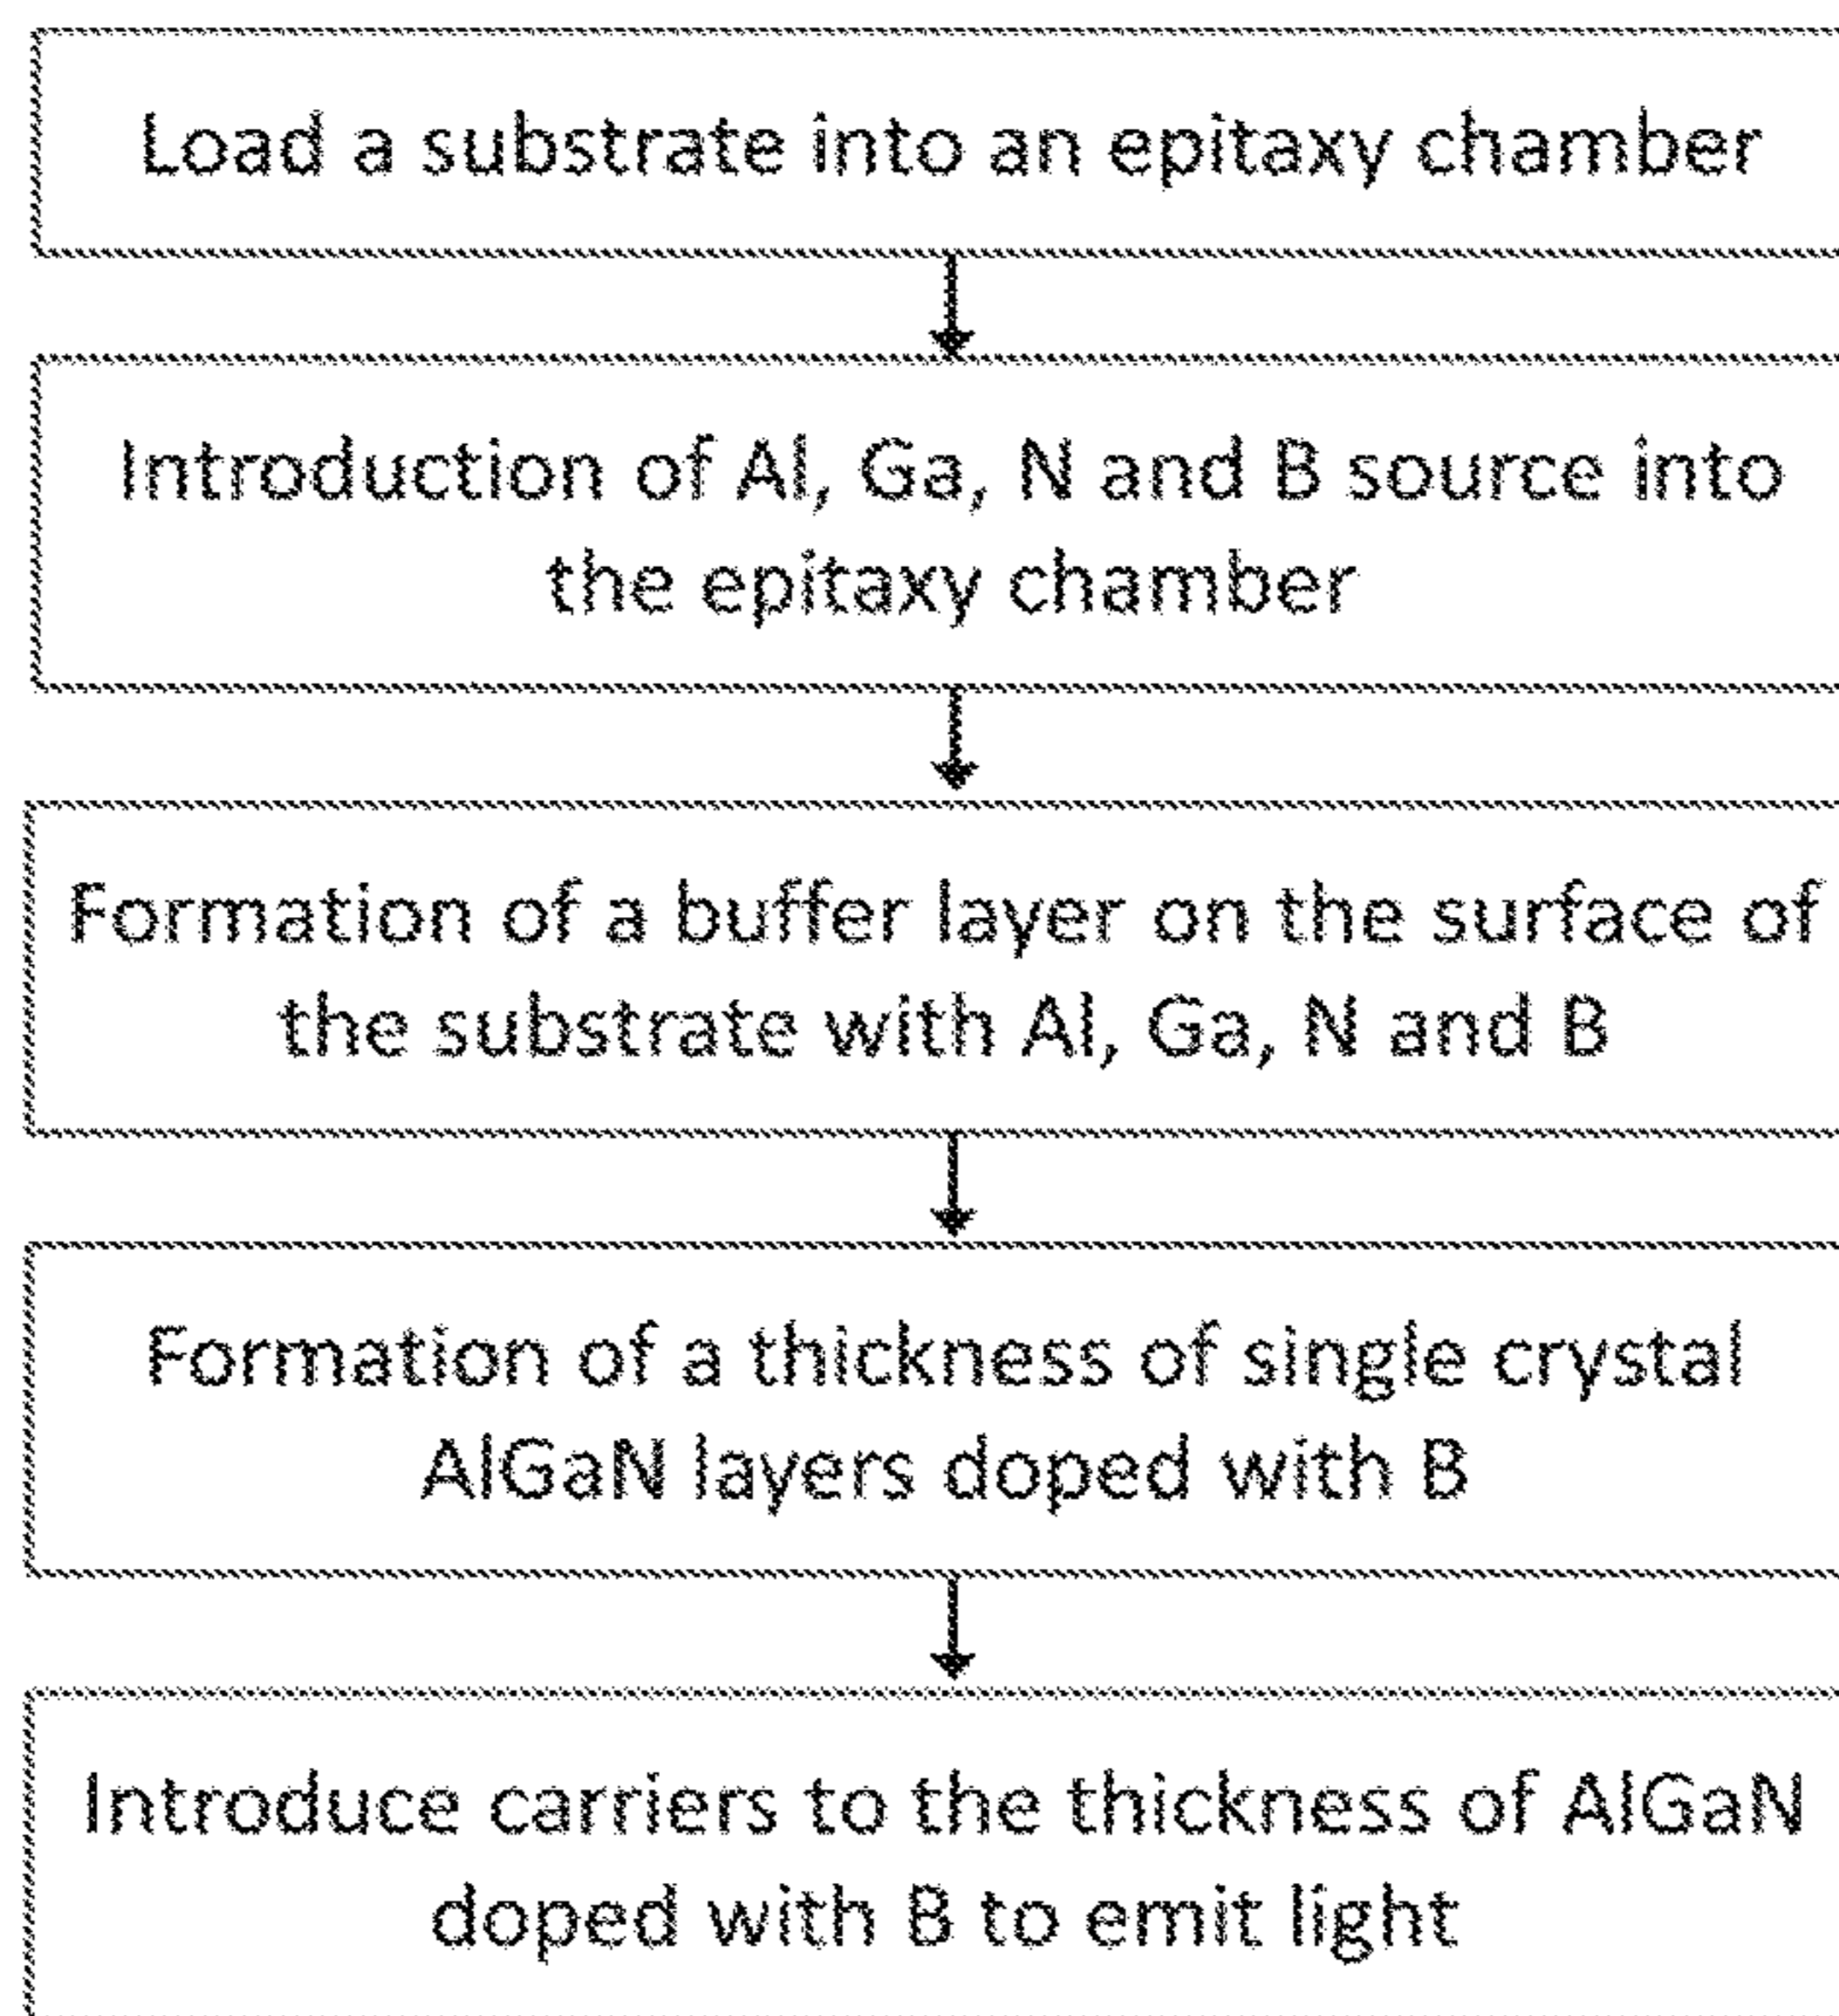 Load a substrate into an epitaxy chamber
Introduction of Al, Ga, N and B source into
the epitaxy chamber
Formation of a buffer layer on the surface of
the substrate with Al, Ga, N and B
Formation of a thickness of single crystal
AlGaN layers doped with B
Introduce carriers to the thickness of AlGaN
doped with B to emit light